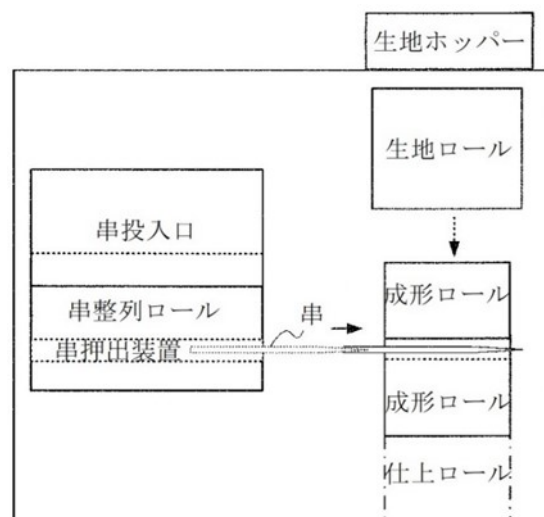 生地ホッパー
生地ロール
串投入口
串整列ロール
串
成形ロール
串押出装置
成形ロール
仕上ロール